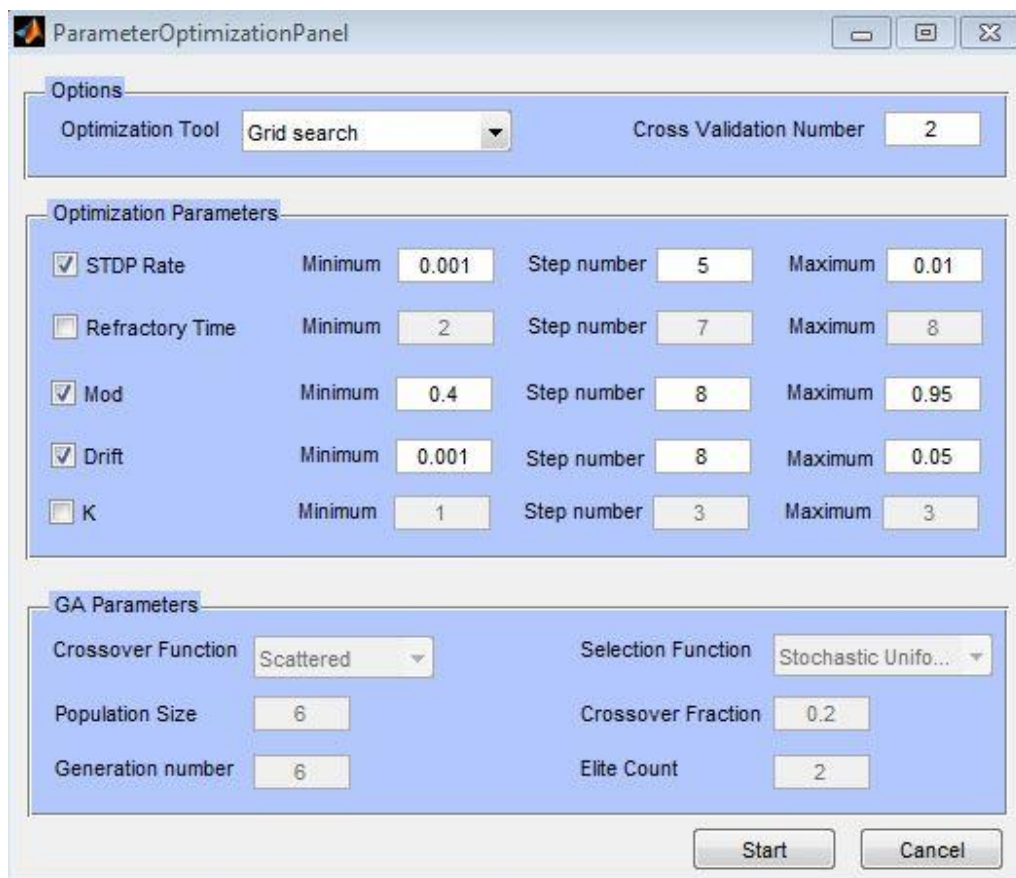 ParameterOptimizationPanel
Options
Optimization Tool Grid search Cross Validation Number 2
Optimization Parameters
STDP Rate Minimum 0.001 Step number 5 Maximum 0.01
Refractory Time Minimum 2 Step number 7 Maximum 8
Mod Minimum 0.4 Step number 8 Maximum 0.95
Drift Minimum 0.001 Step number 8 Maximum 0.05
K Minimum 1 Step number 3 Maximum 3
GA Parameters
Crossover Function Scattered Selection Function Stochastic Unifo...
Population Size 6 Crossover Fraction 0.2
Generation number 6 Elite Count 2
Start Cancel